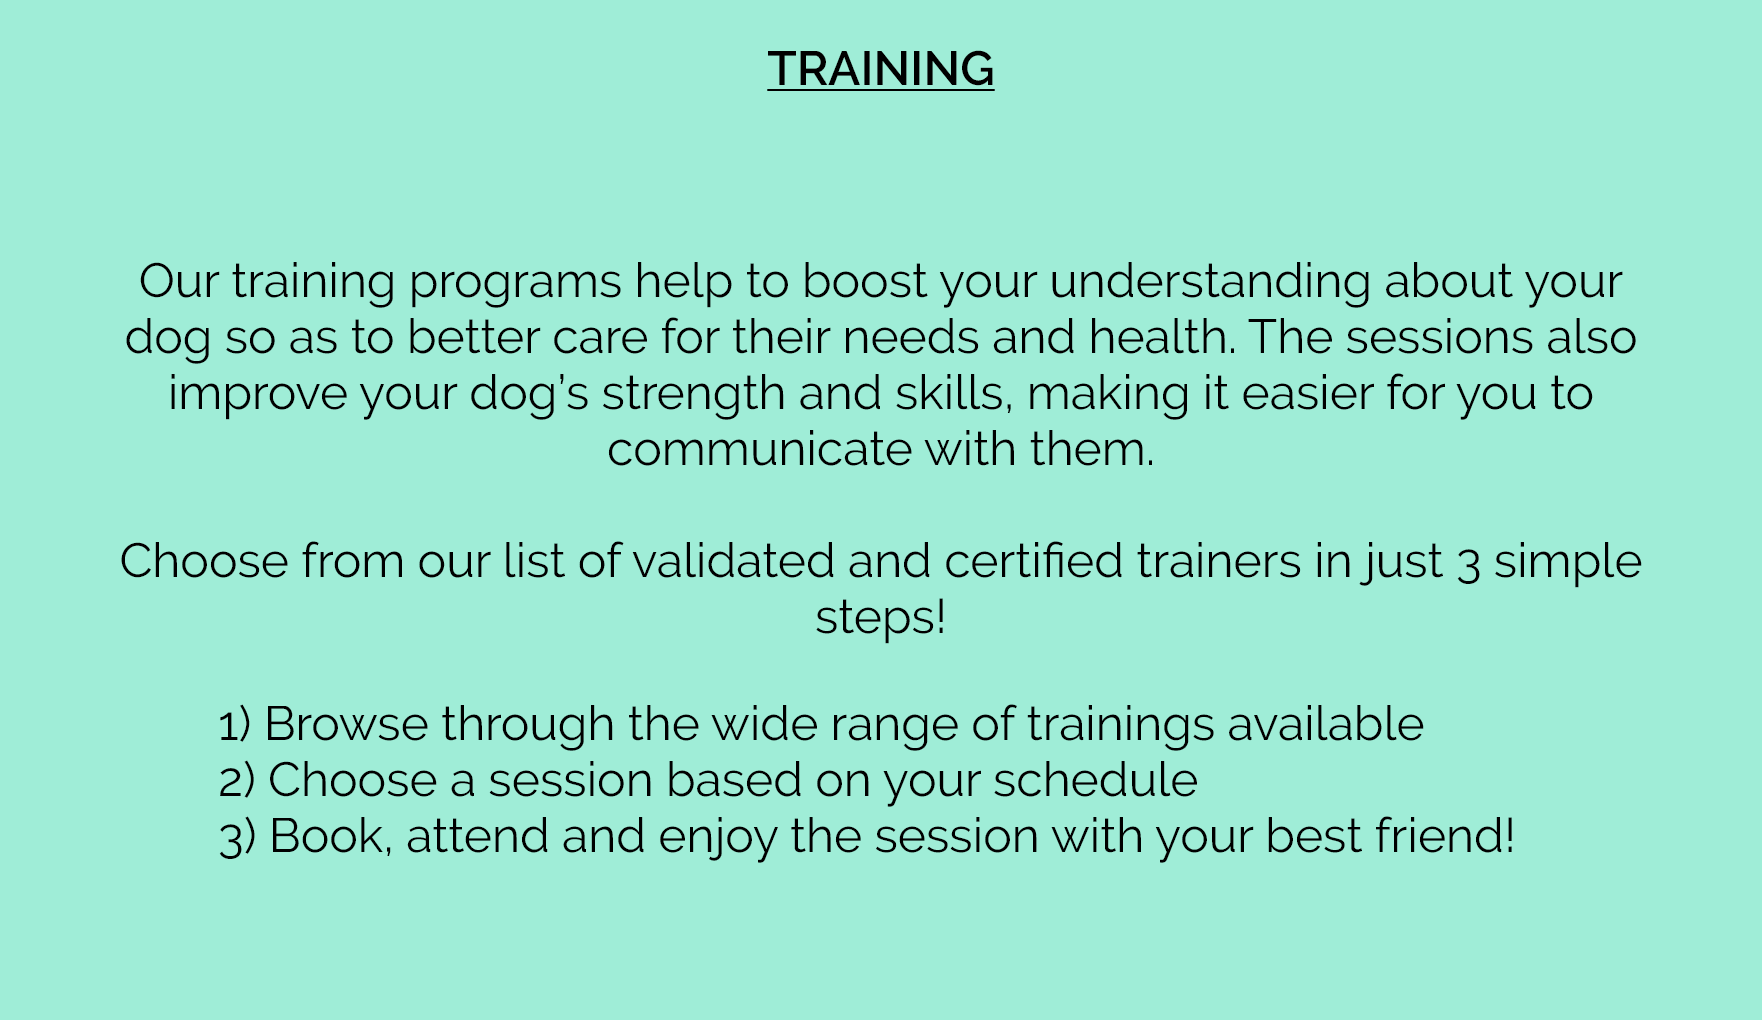 TRAINING
Our training programs help to boost your understanding about your
dog so as to better care for their needs and health. The sessions also
improve your dog’s strength and skills, making it easier for you to
communicate with them.
Choose from our list of validated and certified trainers in just 3 simple
steps!
1) Browse through the wide range of trainings available
2) Choose a session based on your schedule
3) Book, attend and enjoy the session with your best friend!